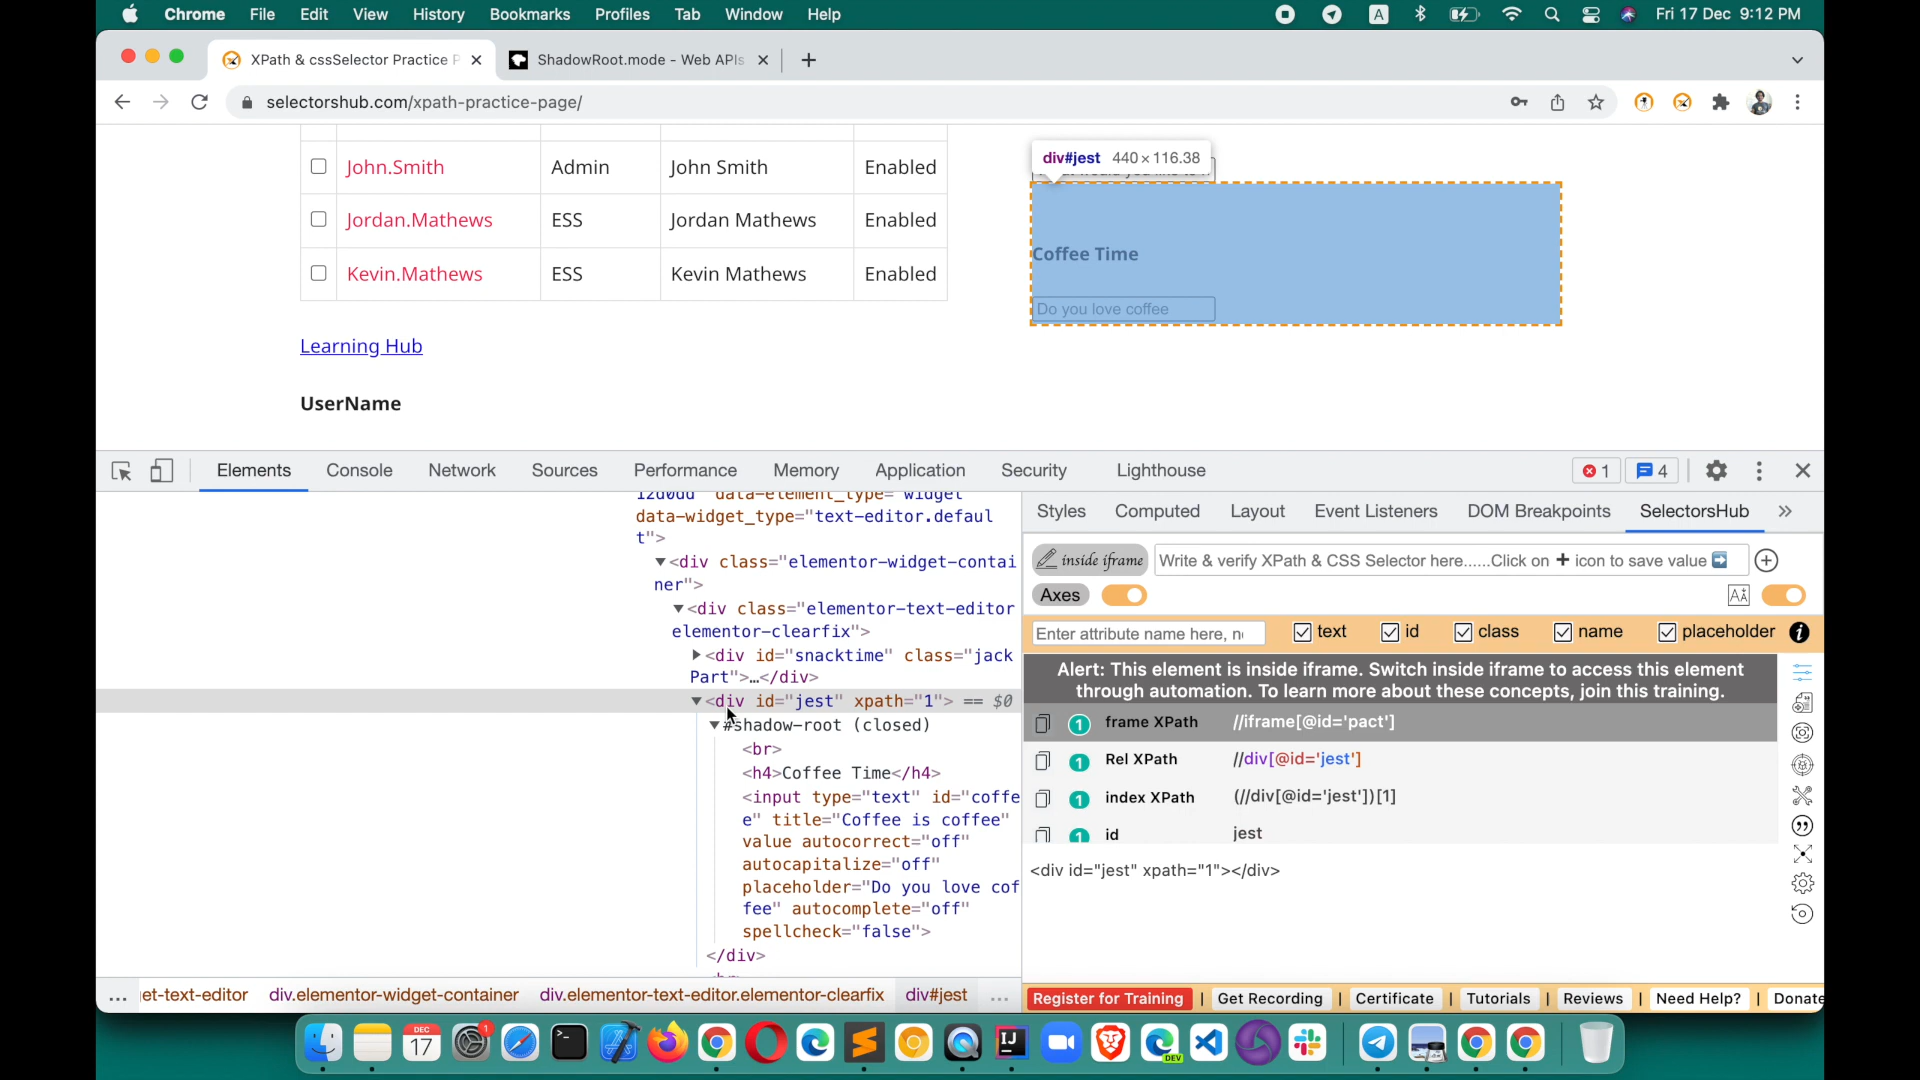 Chrome File Edit View History Bookmarks Profiles Tab Window Help
A
Fri 17 Dec 9:12 PM
XPath & cssSelector Practice P
ShadowRoot.mode - Web APIs
selectorshub.com/xpath-practice-page/
John.Smith Admin John Smith Enabled
Jordan.Mathews ESS Jordan Mathews Enabled
Kevin.Mathews ESS Kevin Mathews Enabled
Learning Hub
UserName
div#jest 440×116.38
Coffee Time
Do you love coffee
Elements Console Network Sources Performance Memory Application Security Lighthouse
1 4
data-element_type="widget"
data-widget_type="text-editor.defaul
t">
▼<div class="elementor-widget-contai
ner">
▼<div class="elementor-text-editor
elementor-clearfix">
▶<div id="snacktime" class="jack
Part">…</div>
▼<div id="jest" xpath="1"> == $0
▼#shadow-root (closed)
<br>
<h4>Coffee Time</h4>
<input type="text" id="coffe
e" title="Coffee is coffee"
value autocorrect="off"
autocapitalize="off"
placeholder="Do you love cof
fee" autocomplete="off"
spellcheck="false">
</div>
... et-text-editor div.elementor-widget-container div.elementor-text-editor.elementor-clearfix div#jest ...
Styles Computed Layout Event Listeners DOM Breakpoints SelectorsHub »
inside iframe
Write & verify XPath & CSS Selector here......Click on + icon to save value
Axes
Enter attribute name here, n
text id class name placeholder
Alert: This element is inside iframe. Switch inside iframe to access this element
through automation. To learn more about these concepts, join this training.
1 frame XPath //iframe[@id='pact']
1 Rel XPath //div[@id='jest']
1 index XPath (//div[@id='jest'])[1]
1 id jest
<div id="jest" xpath="1"></div>
Register for Training | Get Recording | Certificate | Tutorials | Reviews | Need Help? | Donate
DEC
17
1
IJ
DEV